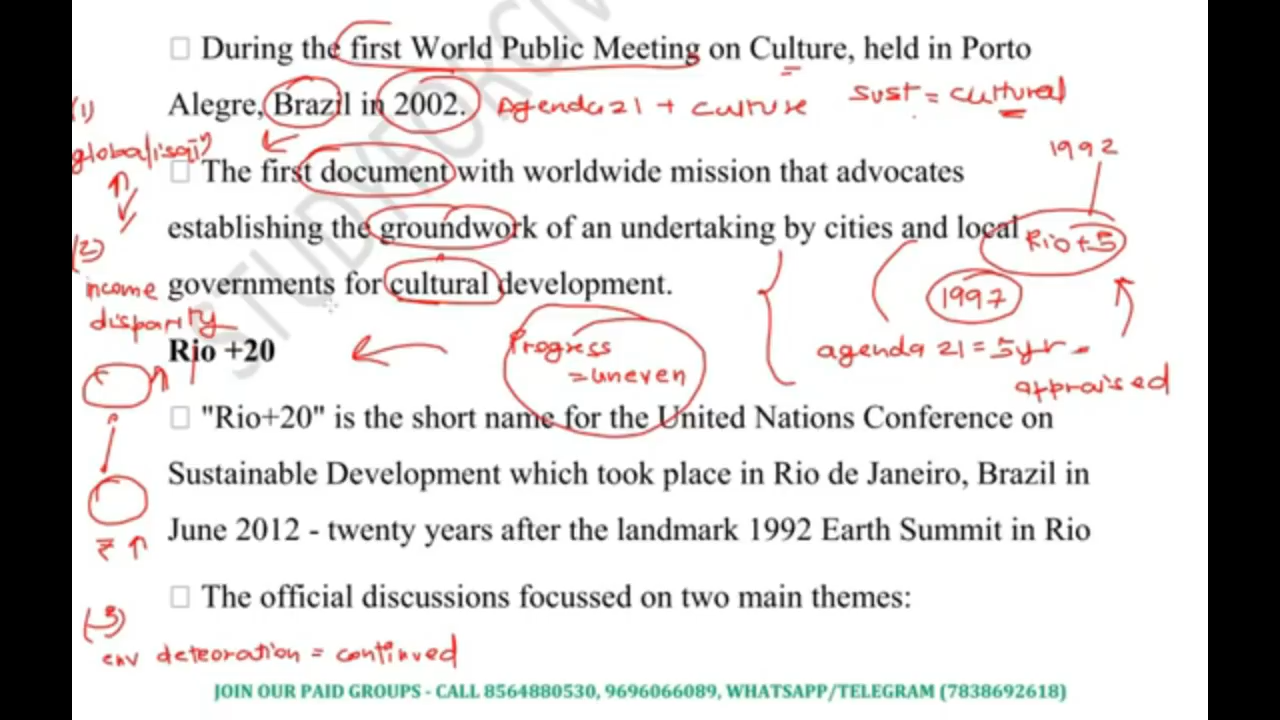 □ During the first World Public Meeting on Culture, held in Porto
Alegre, Brazil in 2002.
Agenda 21 + culture
sust = cultural
(1)
globalisatn
□ The first document with worldwide mission that advocates
1992
establishing the groundwork of an undertaking by cities and local
Rio+5
(2)
governments for cultural development.
1997
income
disparity
Rio +20
Progress
=uneven
agenda 21 = 5yr -
appraised
□ "Rio+20" is the short name for the United Nations Conference on
Sustainable Development which took place in Rio de Janeiro, Brazil in
June 2012 - twenty years after the landmark 1992 Earth Summit in Rio
₹ ↑
□ The official discussions focussed on two main themes:
(3)
env deteoration = continued
JOIN OUR PAID GROUPS - CALL 8564880530, 9696066089, WHATSAPP/TELEGRAM (7838692618)